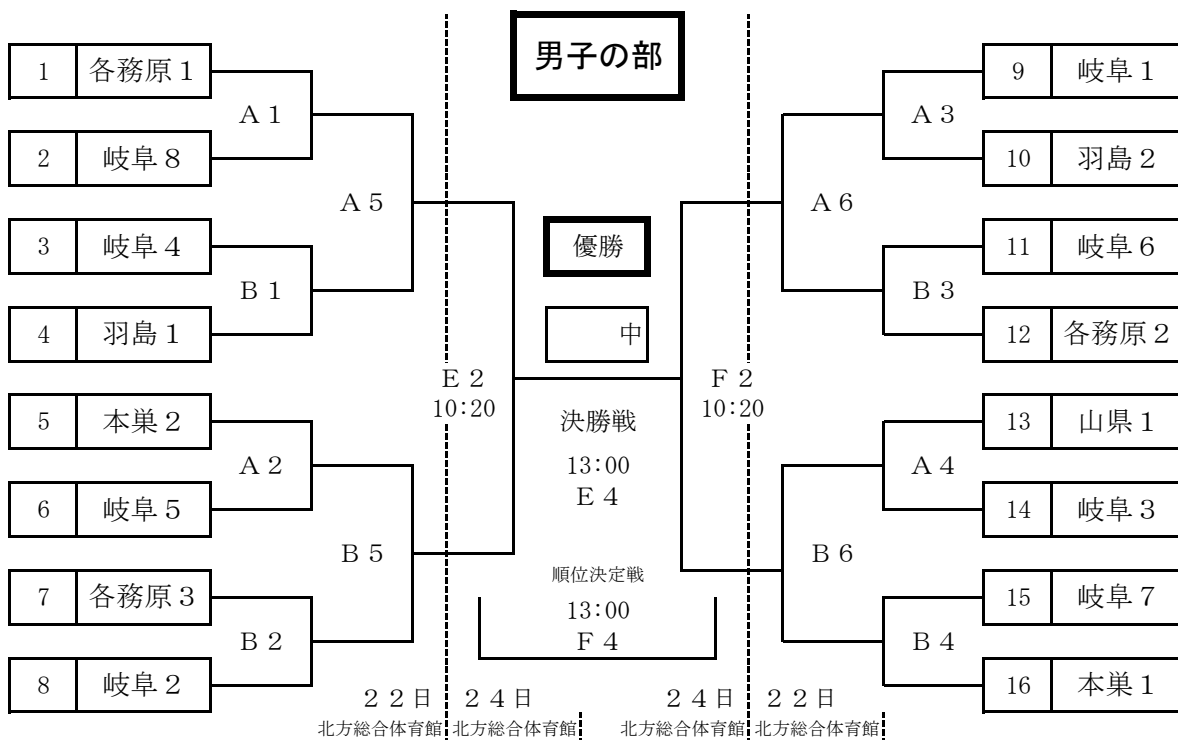 男子の部
1 各務原１
Ａ１
2 岐阜８
Ａ５
3 岐阜４
Ｂ１
4 羽島１
5 本巣２
Ａ２
6 岐阜５
Ｂ５
7 各務原３
Ｂ２
8 岐阜２
Ｅ２
10:20
優勝
中
決勝戦
13:00
Ｅ４
順位決定戦
13:00
Ｆ４
Ｆ２
10:20
9 岐阜１
Ａ３
10 羽島２
Ａ６
11 岐阜６
Ｂ３
12 各務原２
13 山県１
Ａ４
14 岐阜３
Ｂ６
15 岐阜７
Ｂ４
16 本巣１
２２日 ２４日 ２４日 ２２日
北方総合体育館 北方総合体育館 北方総合体育館 北方総合体育館